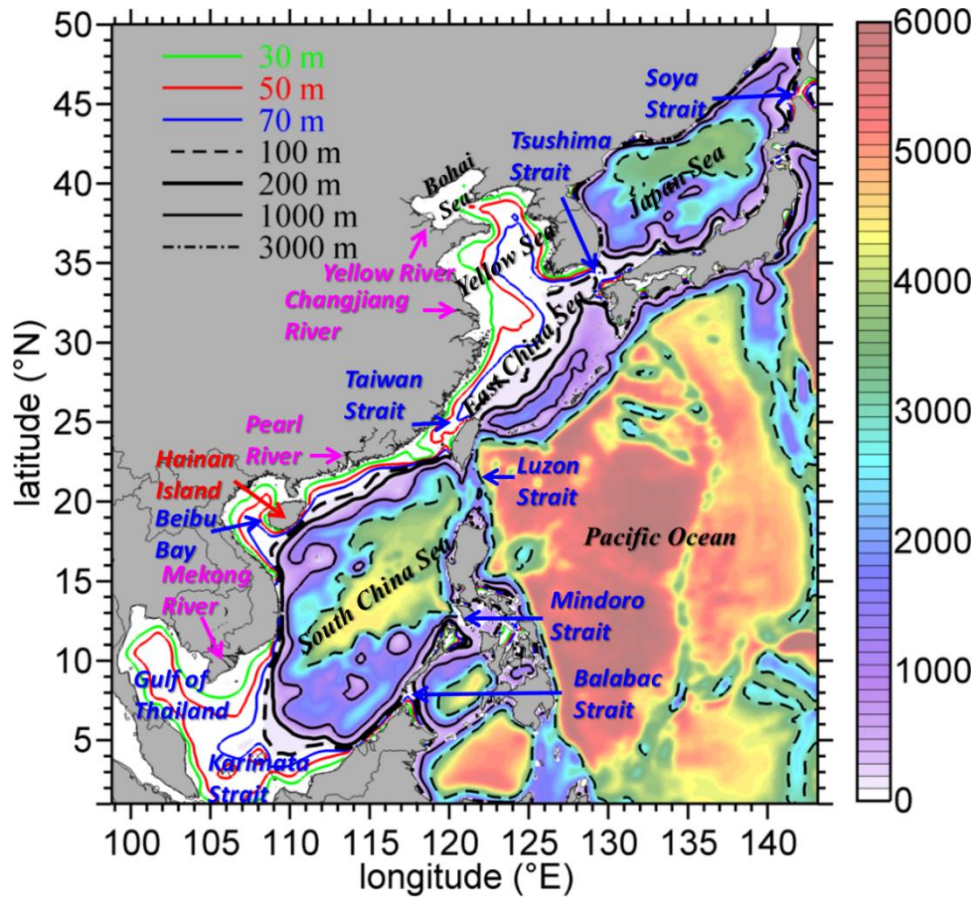 50
45
40
35
30
25
20
15
10
5
latitude (°N)
30 m
50 m
70 m
100 m
200 m
1000 m
3000 m
Soya
Strait
Tsushima
Strait
Japan Sea
Bohai
Sea
Yellow Sea
Yellow River
Changjiang
River
East China Sea
Taiwan
Strait
Pearl
River
Hainan
Island
Luzon
Strait
Beibu
Bay
Pacific Ocean
Mekong
River
South China Sea
Mindoro
Strait
Gulf of
Thailand
Balabac
Strait
Karimata
Strait
100 105 110 115 120 125 130 135 140
longitude (°E)
6000
5000
4000
3000
2000
1000
0